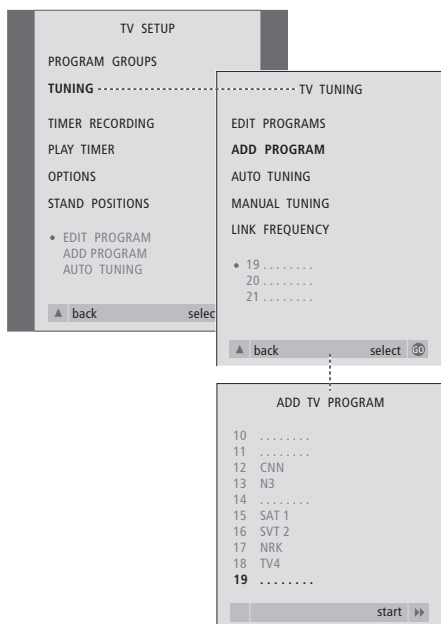 TV SETUP
PROGRAM GROUPS
TUNING
TIMER RECORDING
PLAY TIMER
OPTIONS
STAND POSITIONS
• EDIT PROGRAM
ADD PROGRAM
AUTO TUNING
▲ back selec
TV TUNING
EDIT PROGRAMS
ADD PROGRAM
AUTO TUNING
MANUAL TUNING
LINK FREQUENCY
• 19 ........
20 ........
21 ........
▲ back select GO
ADD TV PROGRAM
10 ........
11 ........
12 CNN
13 N3
14 ........
15 SAT 1
16 SVT 2
17 NRK
18 TV4
19 ........
start ▶▶